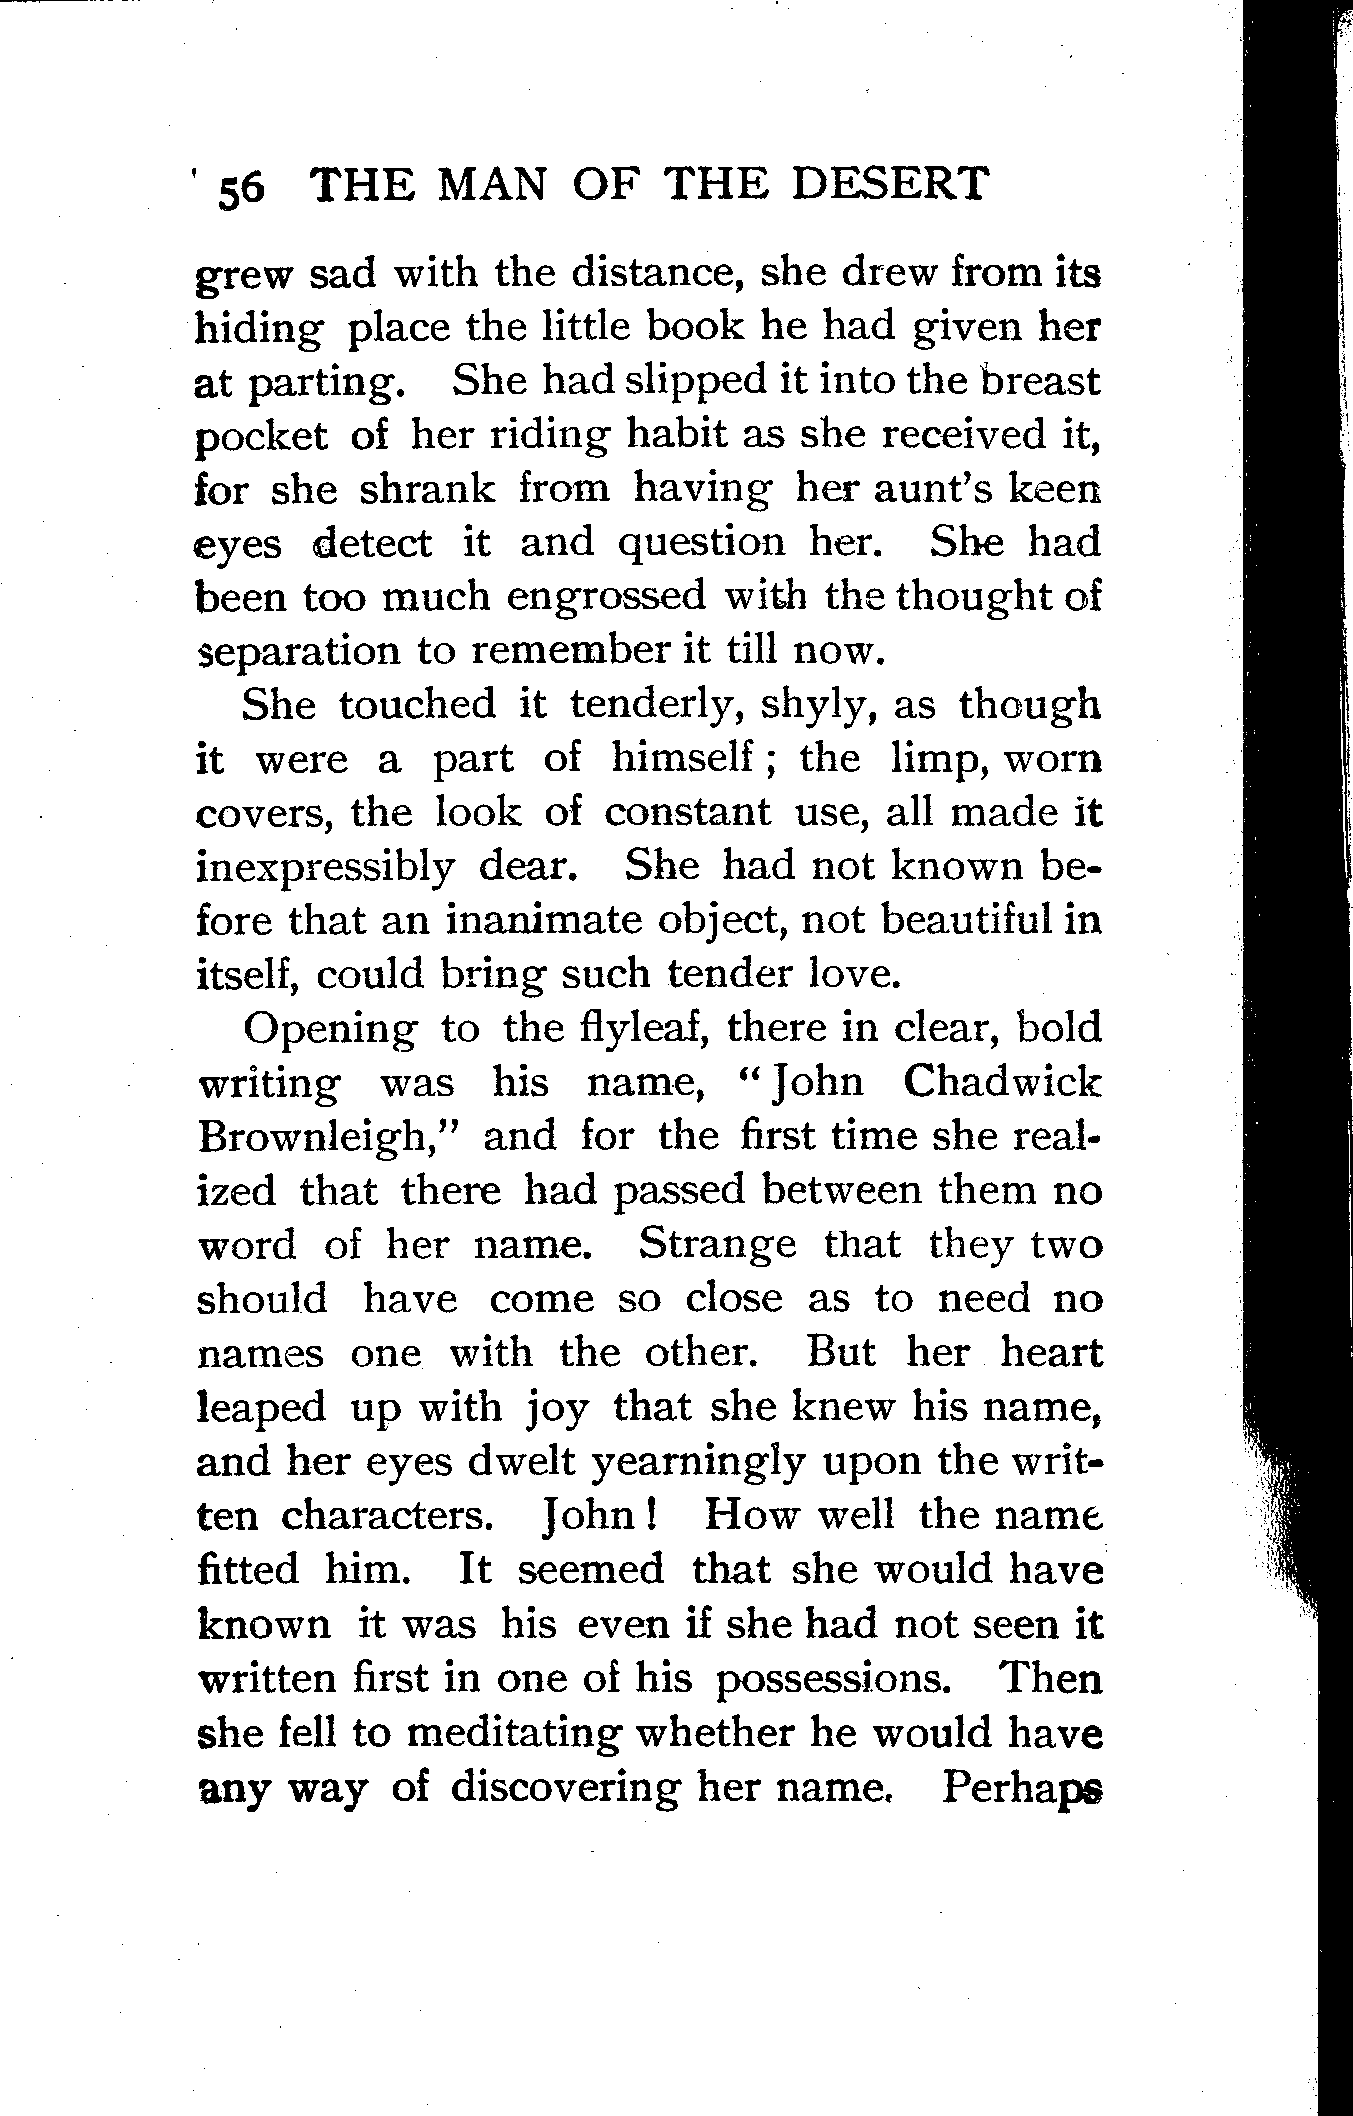 56 THE MAN OF THE DESERT
grew sad with the distance, she drew from its
hiding place the little book he had given her
at parting. She had slipped it into the breast
pocket of her riding habit as she received it,
for she shrank from having her aunt's keen
eyes detect it and question her. She had
been too much engrossed with the thought of
separation to remember it till now.
She touched it tenderly, shyly, as though
it were a part of himself; the limp, worn
covers, the look of constant use, all made it
inexpressibly dear. She had not known be-
fore that an inanimate object, not beautiful in
itself, could bring such tender love.
Opening to the flyleaf, there in clear, bold
writing was his name, "John Chadwick
Brownleigh," and for the first time she real-
ized that there had passed between them no
word of her name. Strange that they two
should have come so close as to need no
names one with the other. But her heart
leaped up with joy that she knew his name,
and her eyes dwelt yearningly upon the writ-
ten characters. John! How well the name
fitted him. It seemed that she would have
known it was his even if she had not seen it
written first in one of his possessions. Then
she fell to meditating whether he would have
any way of discovering her name. Perhaps